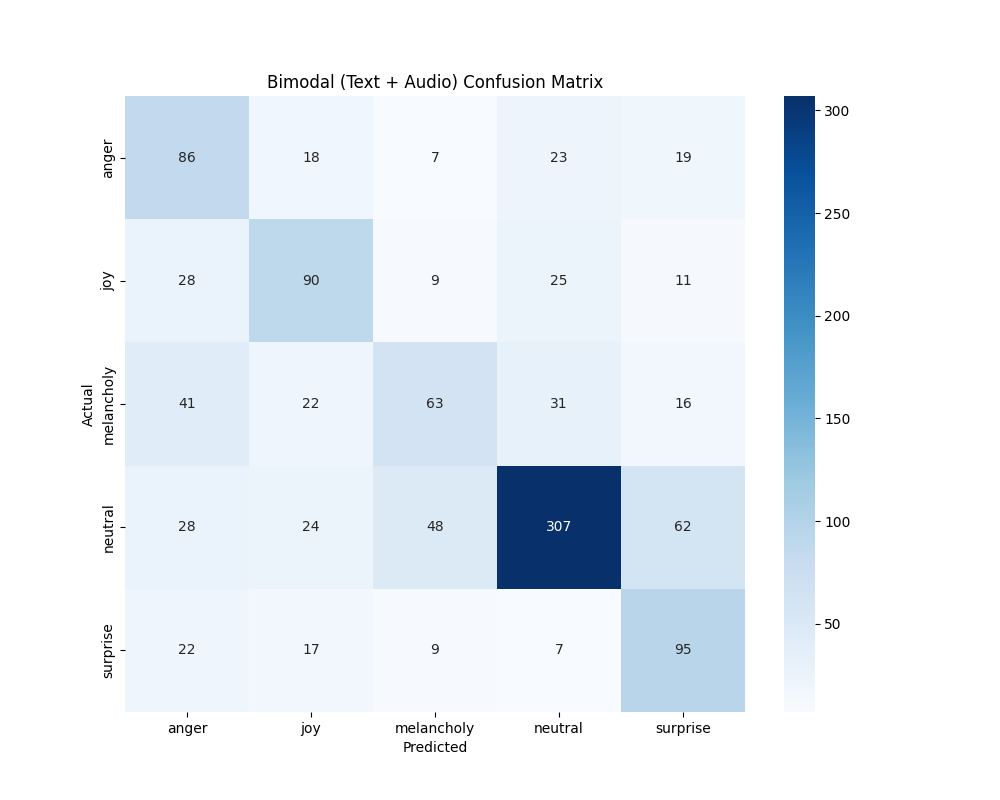 Bimodal (Text + Audio) Confusion Matrix
anger 86 18 7 23 19
joy 28 90 9 25 11
melancholy 41 22 63 31 16
neutral 28 24 48 307 62
surprise 22 17 9 7 95
Actual
anger joy melancholy neutral surprise
Predicted
300
250
200
150
100
50